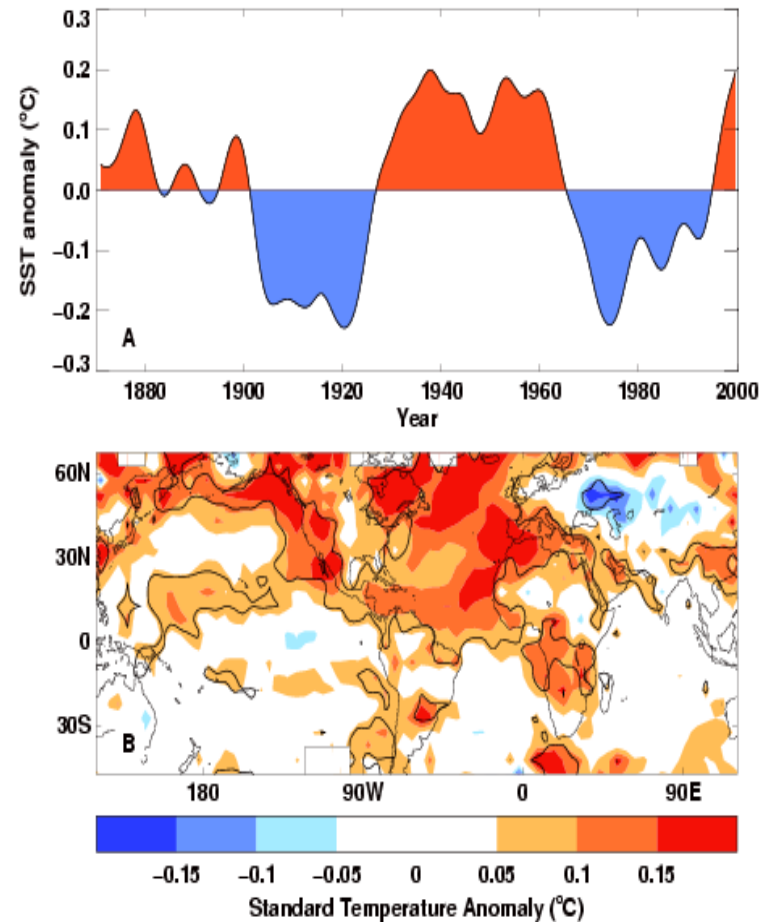 0.3
0.2
0.1
0.0
−0.1
−0.2
−0.3
SST anomaly (°C)
A
1880 1900 1920 1940 1960 1980 2000
Year
60N
30N
0
30S
B
180 90W 0 90E
−0.15 −0.1 −0.05 0 0.05 0.1 0.15
Standard Temperature Anomaly (°C)